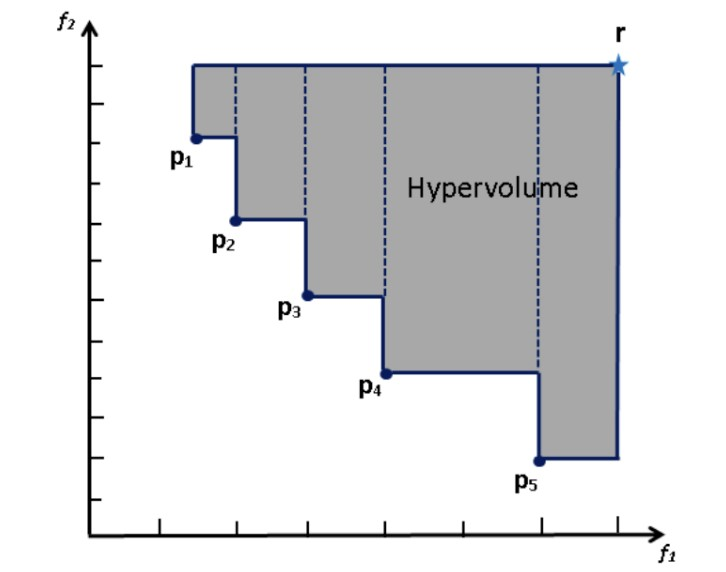 f₂
r
p₁
Hypervolume
p₂
p₃
p₄
p₅
f₁